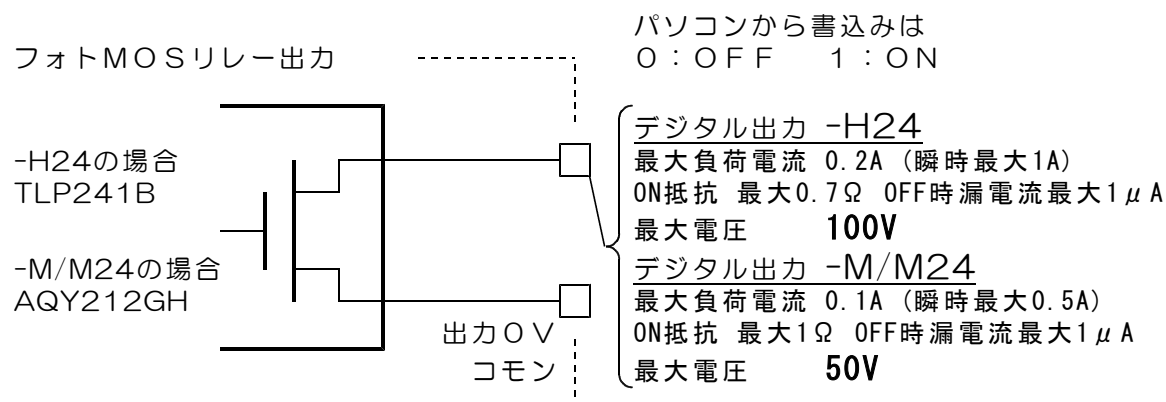 パソコンから書込みは
０：ＯＦＦ　１：ＯＮ
フォトＭＯＳリレー出力
-H24の場合
TLP241B
-M/M24の場合
AQY212GH
出力０Ｖ
コモン
デジタル出力 -H24
最大負荷電流 0.2A (瞬時最大1A)
ON抵抗 最大0.7Ω OFF時漏電流最大1μA
最大電圧　100V
デジタル出力 -M/M24
最大負荷電流 0.1A (瞬時最大0.5A)
ON抵抗 最大1Ω OFF時漏電流最大1μA
最大電圧　50V